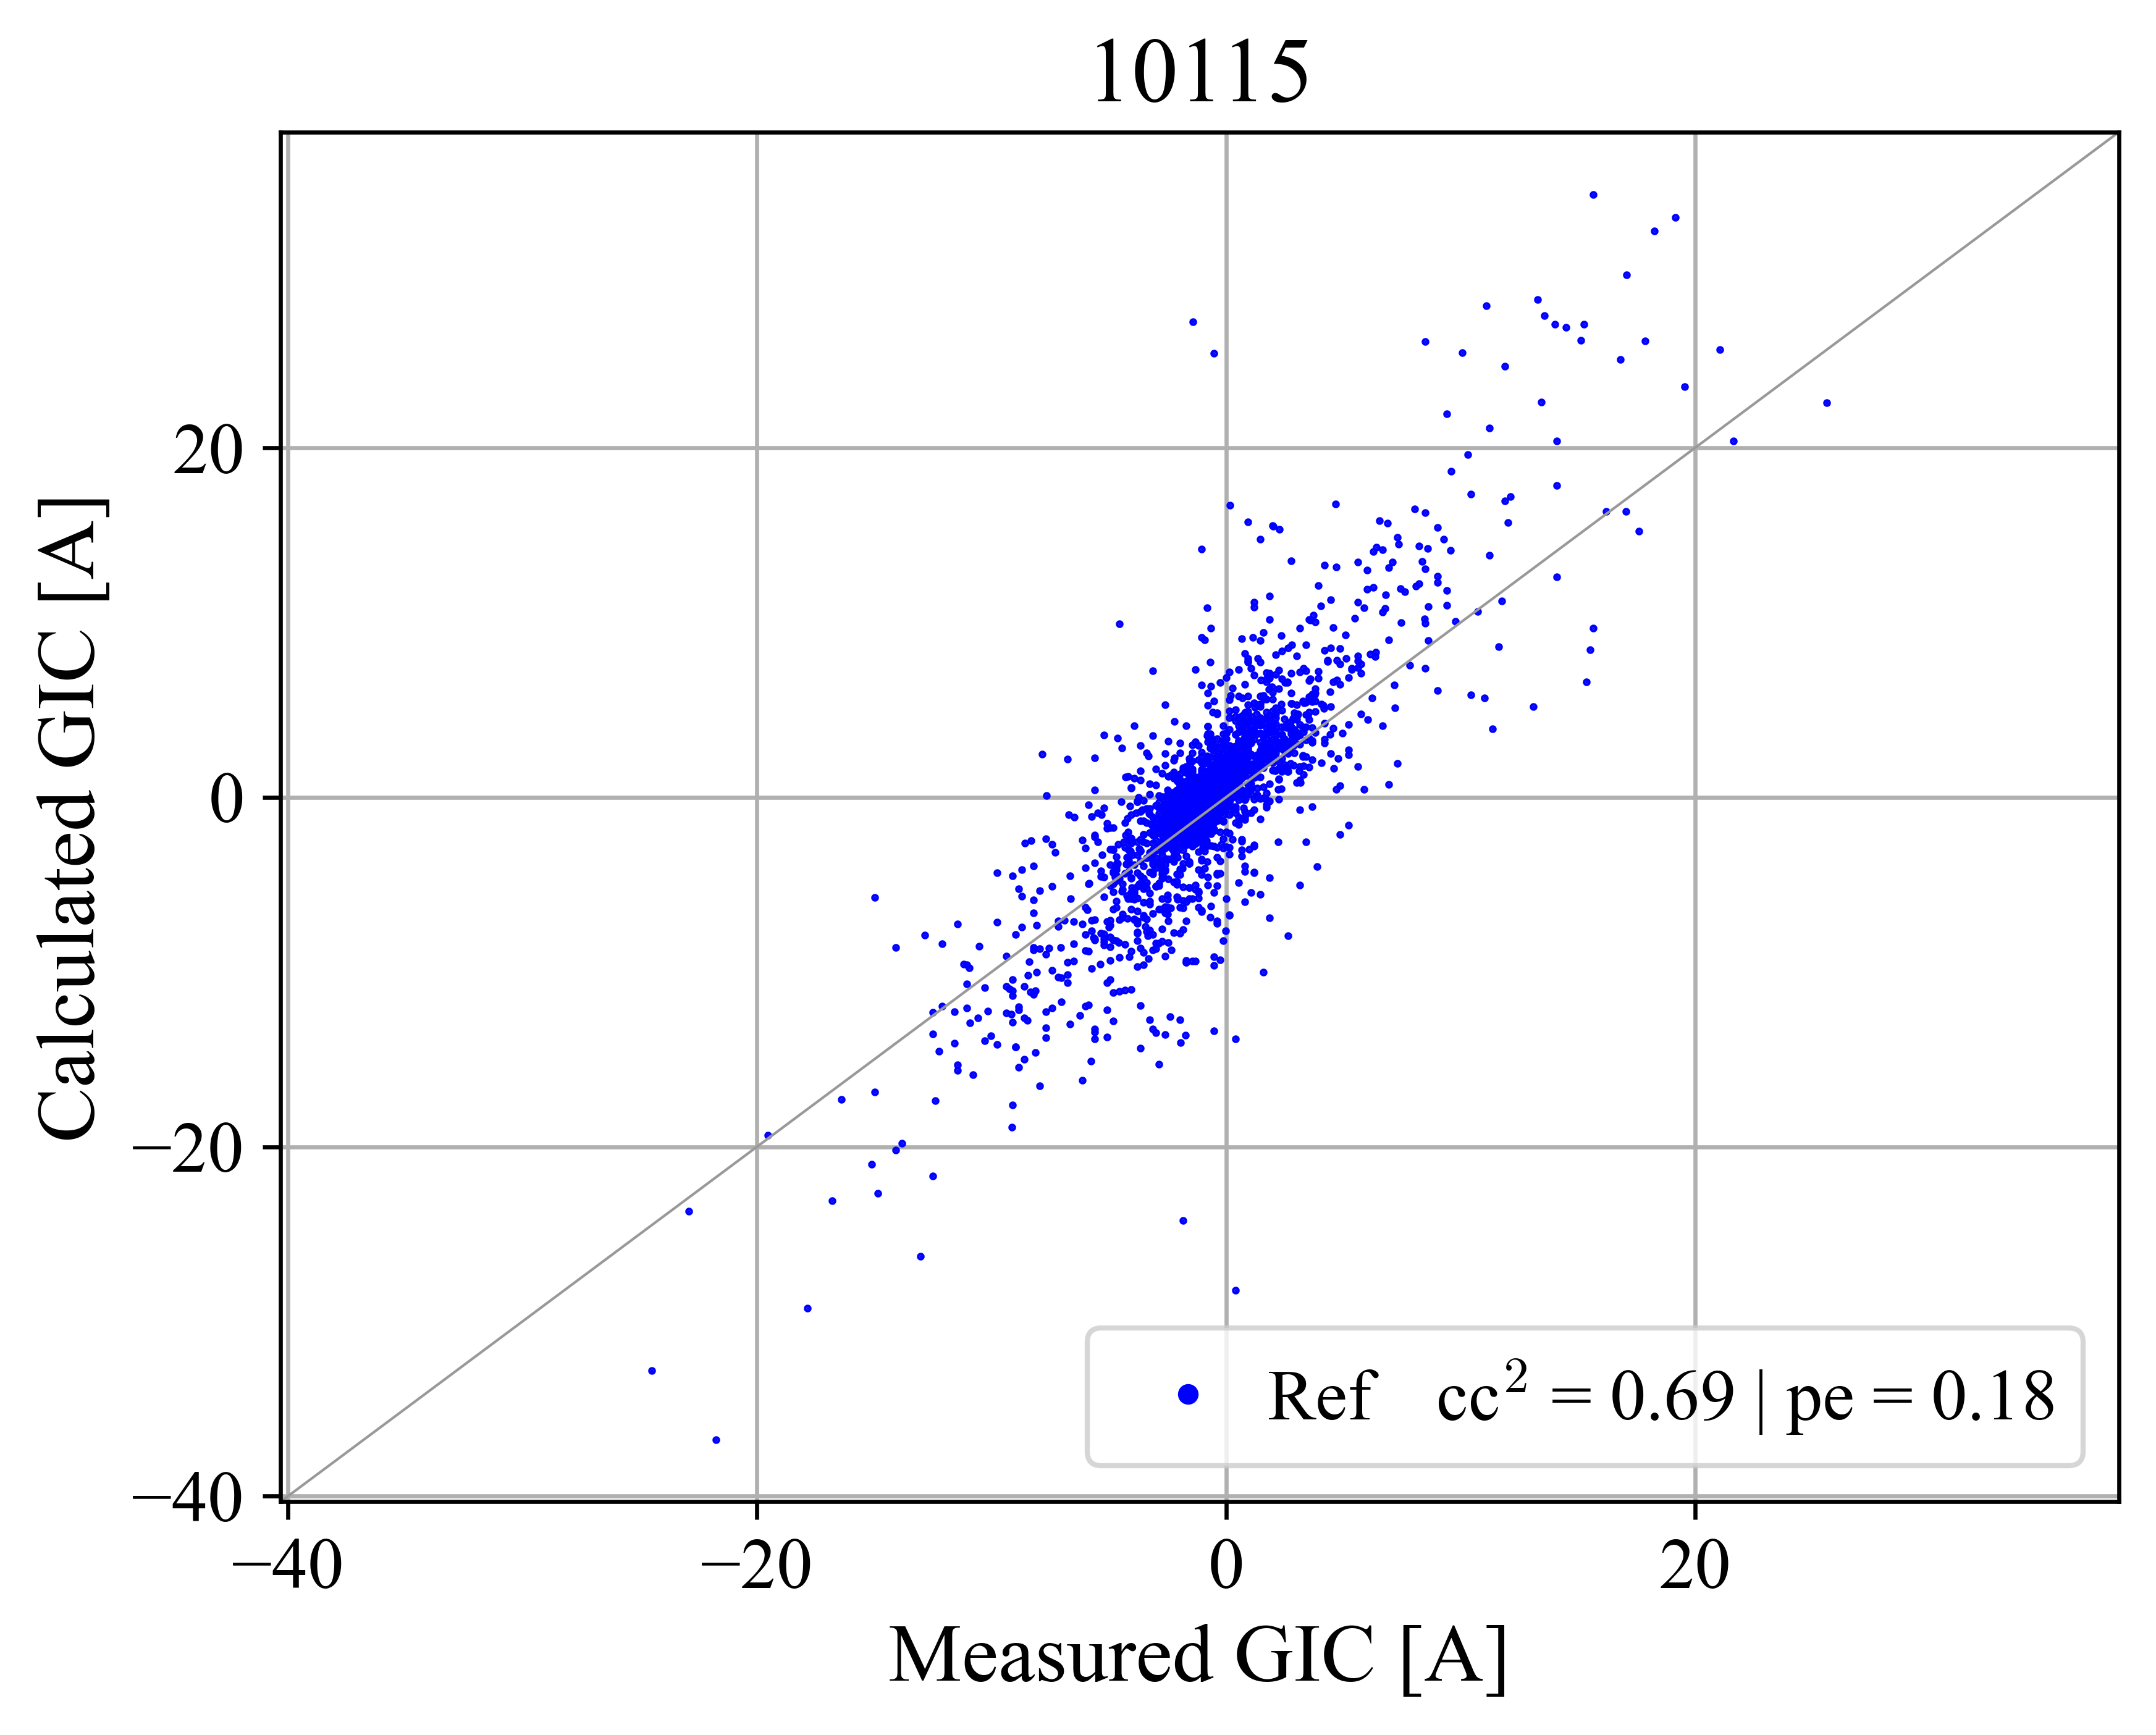 10115
Calculated GIC [A]
20
0
−20
−40
Ref cc² = 0.69 | pe = 0.18
−40 −20 0 20
Measured GIC [A]